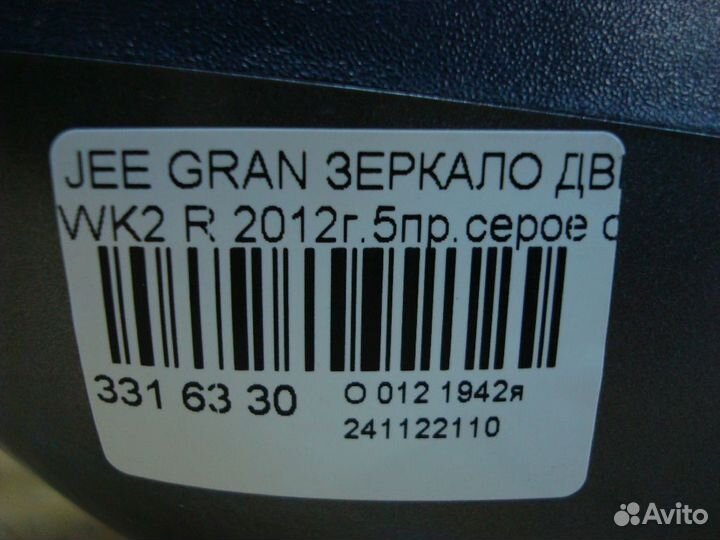 JEE GRAN ЗЕРКАЛО ДВ
WK2 R 2012г.5пр.серое
331 63 30
О 012 1942я
241122110
Avito